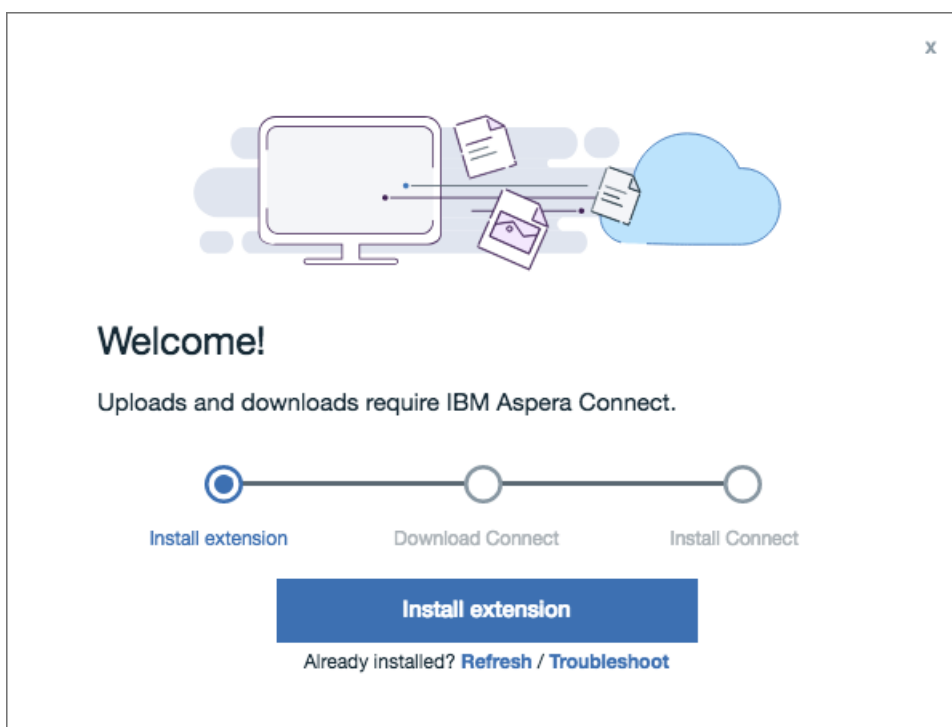 x
Welcome!
Uploads and downloads require IBM Aspera Connect.
Install extension
Download Connect
Install Connect
Install extension
Already installed? Refresh / Troubleshoot